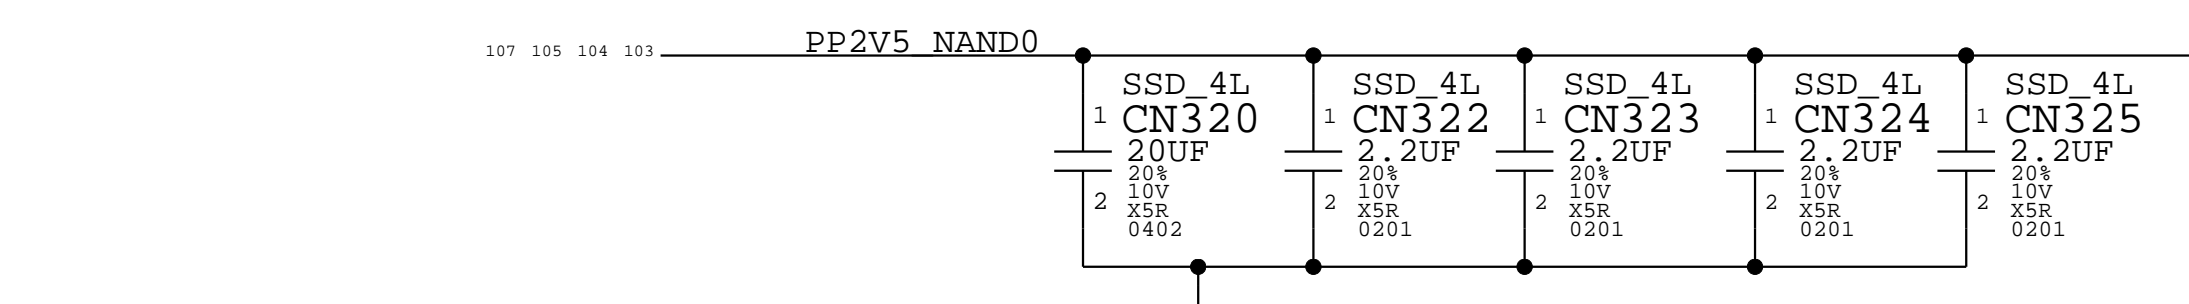 107 105 104 103
PP2V5_NAND0
SSD_4L
1
CN320
20UF
20%
10V
2
X5R
0402
SSD_4L
1
CN322
2.2UF
20%
10V
2
X5R
0201
SSD_4L
1
CN323
2.2UF
20%
10V
2
X5R
0201
SSD_4L
1
CN324
2.2UF
20%
10V
2
X5R
0201
SSD_4L
1
CN325
2.2UF
20%
10V
2
X5R
0201